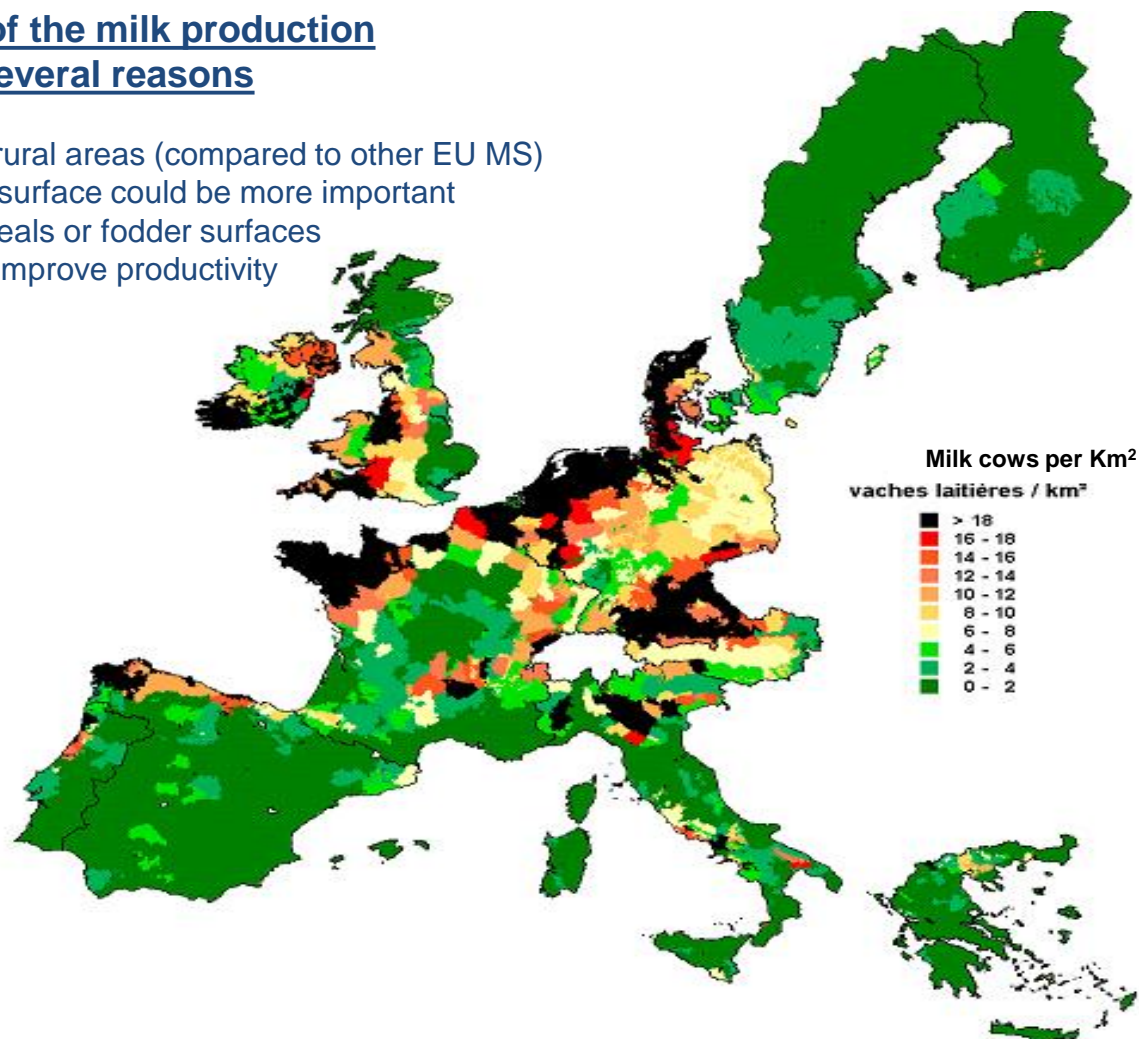 of the milk production
everal reasons
rural areas (compared to other EU MS)
surface could be more important
eals or fodder surfaces
improve productivity
Milk cows per Km²
vaches laitières / km²
> 18
16 - 18
14 - 16
12 - 14
10 - 12
8 - 10
6 - 8
4 - 6
2 - 4
0 - 2